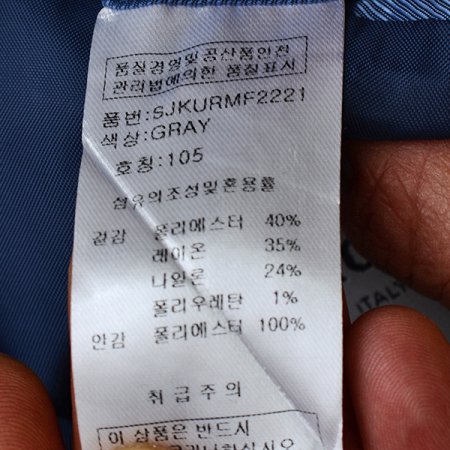 품질경영및공산품안전
관리법에의한 품질표시
품번:SJKURMF2221
색상:GRAY
호칭:105
섬유의조성및혼용률
겉감 폴리에스터 40%
레이온 35%
나일론 24%
폴리우레탄 1%
안감 폴리에스터 100%
취급주의
이 상품은 반드시
ITALY